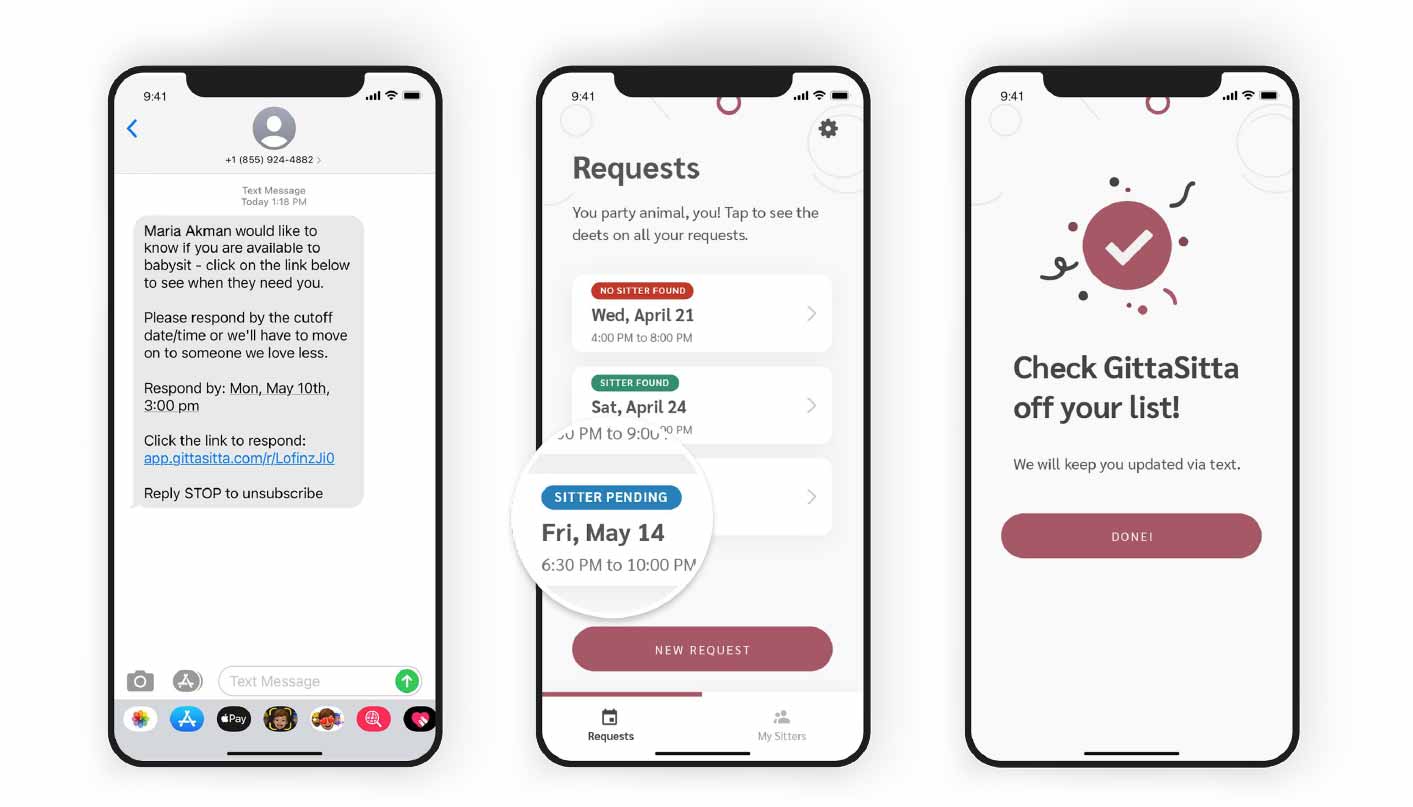 9:41
+1 (855) 924-4882
Text Message
Today 1:18 PM
Maria Akman would like to
know if you are available to
babysit - click on the link below
to see when they need you.
Please respond by the cutoff
date/time or we'll have to move
on to someone we love less.
Respond by: Mon, May 10th,
3:00 pm
Click the link to respond:
app.gittasitta.com/r/LofinzJi0
Reply STOP to unsubscribe
Text Message
Pay
9:41
Requests
You party animal, you! Tap to see the
deets on all your requests.
NO SITTER FOUND
Wed, April 21
4:00 PM to 8:00 PM
SITTER FOUND
Sat, April 24
PM to 9:00 PM
SITTER PENDING
Fri, May 14
6:30 PM to 10:00 PM
NEW REQUEST
Requests
My Sitters
9:41
Check GittaSitta
off your list!
We will keep you updated via text.
DONE!